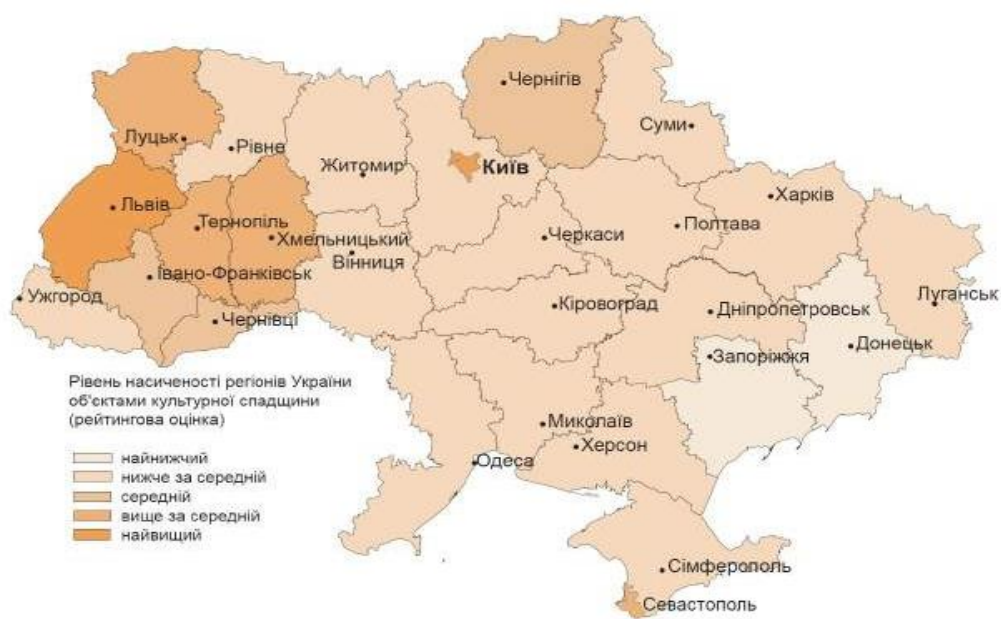 Чернігів
Суми
Луцьк
Рівне
Житомир
Київ
Харків
Львів
Тернопіль
Хмельницький
Черкаси
Полтава
Вінниця
Івано-Франківськ
Ужгород
Чернівці
Кіровоград
Дніпропетровськ
Луганськ
Запоріжжя
Донецьк
Рівень насиченості регіонів України
об'єктами культурної спадщини
(рейтингова оцінка)
найнижчий
нижче за середній
середній
вище за середній
найвищий
Миколаїв
Херсон
Одеса
Сімферополь
Севастополь